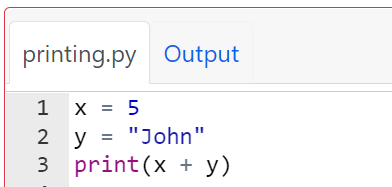 printing.py Output
1 x = 5
2 y = "John"
3 print(x + y)